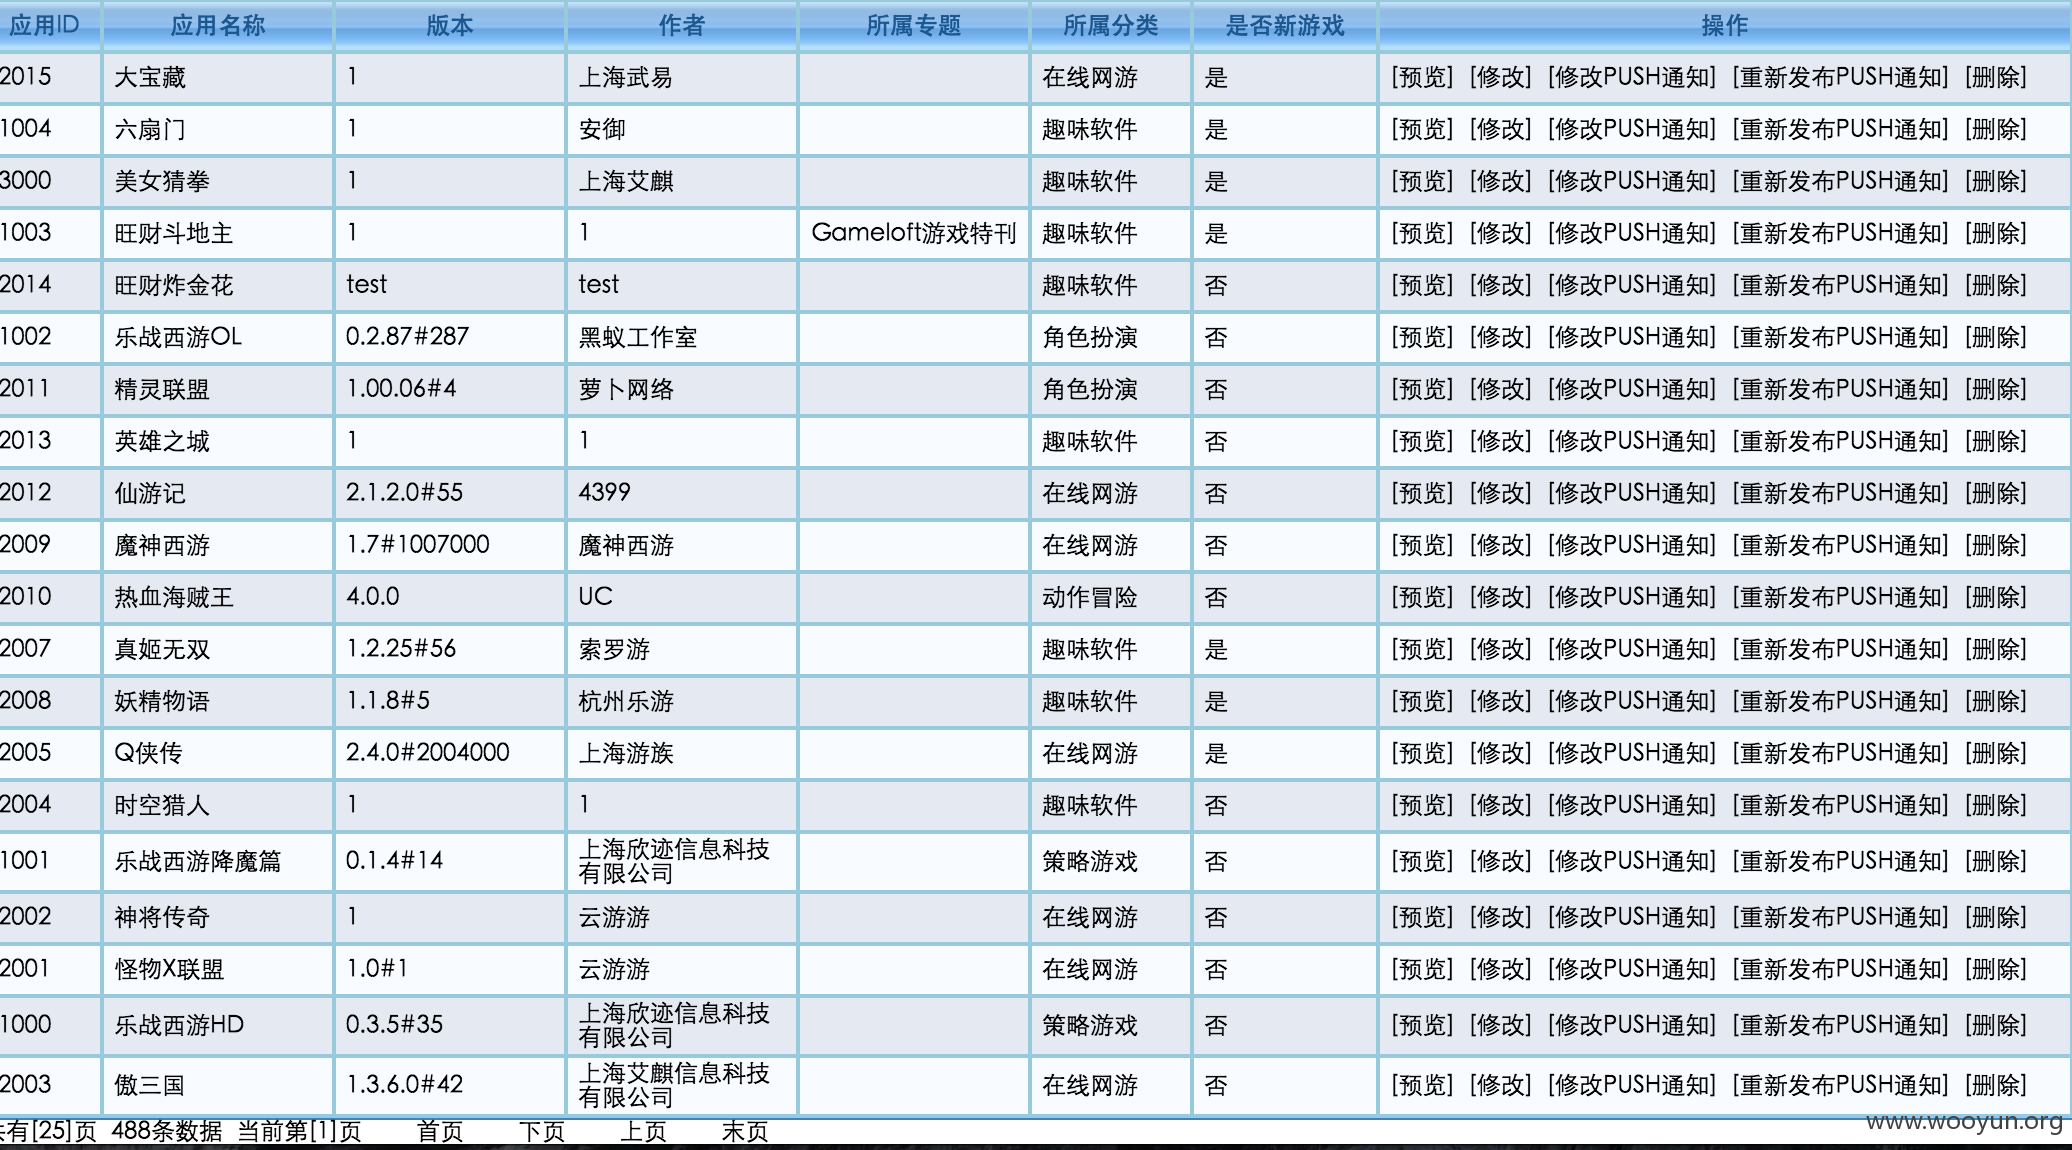 应用ID 应用名称 版本 作者 所属专题 所属分类 是否新游戏 操作
2015 大宝藏 1 上海武易 在线网游 是 [预览] [修改] [修改PUSH通知] [重新发布PUSH通知] [删除]
1004 六扇门 1 安御 趣味软件 是 [预览] [修改] [修改PUSH通知] [重新发布PUSH通知] [删除]
3000 美女猜拳 1 上海艾麒 趣味软件 是 [预览] [修改] [修改PUSH通知] [重新发布PUSH通知] [删除]
1003 旺财斗地主 1 1 Gameloft游戏特刊 趣味软件 是 [预览] [修改] [修改PUSH通知] [重新发布PUSH通知] [删除]
2014 旺财炸金花 test test 趣味软件 否 [预览] [修改] [修改PUSH通知] [重新发布PUSH通知] [删除]
1002 乐战西游OL 0.2.87#287 黑蚁工作室 角色扮演 否 [预览] [修改] [修改PUSH通知] [重新发布PUSH通知] [删除]
2011 精灵联盟 1.00.06#4 萝卜网络 角色扮演 否 [预览] [修改] [修改PUSH通知] [重新发布PUSH通知] [删除]
2013 英雄之城 1 1 趣味软件 否 [预览] [修改] [修改PUSH通知] [重新发布PUSH通知] [删除]
2012 仙游记 2.1.2.0#55 4399 在线网游 否 [预览] [修改] [修改PUSH通知] [重新发布PUSH通知] [删除]
2009 魔神西游 1.7#1007000 魔神西游 在线网游 否 [预览] [修改] [修改PUSH通知] [重新发布PUSH通知] [删除]
2010 热血海贼王 4.0.0 UC 动作冒险 否 [预览] [修改] [修改PUSH通知] [重新发布PUSH通知] [删除]
2007 真姬无双 1.2.25#56 索罗游 趣味软件 是 [预览] [修改] [修改PUSH通知] [重新发布PUSH通知] [删除]
2008 妖精物语 1.1.8#5 杭州乐游 趣味软件 是 [预览] [修改] [修改PUSH通知] [重新发布PUSH通知] [删除]
2005 Q侠传 2.4.0#2004000 上海游族 在线网游 是 [预览] [修改] [修改PUSH通知] [重新发布PUSH通知] [删除]
2004 时空猎人 1 1 趣味软件 否 [预览] [修改] [修改PUSH通知] [重新发布PUSH通知] [删除]
1001 乐战西游降魔篇 0.1.4#14 上海欣迹信息科技有限公司 策略游戏 否 [预览] [修改] [修改PUSH通知] [重新发布PUSH通知] [删除]
2002 神将传奇 1 云游游 在线网游 否 [预览] [修改] [修改PUSH通知] [重新发布PUSH通知] [删除]
2001 怪物X联盟 1.0#1 云游游 在线网游 否 [预览] [修改] [修改PUSH通知] [重新发布PUSH通知] [删除]
1000 乐战西游HD 0.3.5#35 上海欣迹信息科技有限公司 策略游戏 否 [预览] [修改] [修改PUSH通知] [重新发布PUSH通知] [删除]
2003 傲三国 1.3.6.0#42 上海艾麒信息科技有限公司 在线网游 否 [预览] [修改] [修改PUSH通知] [重新发布PUSH通知] [删除]
共有[25]页 488条数据 当前第[1]页 首页 下页 上页 末页
www.wooyun.org